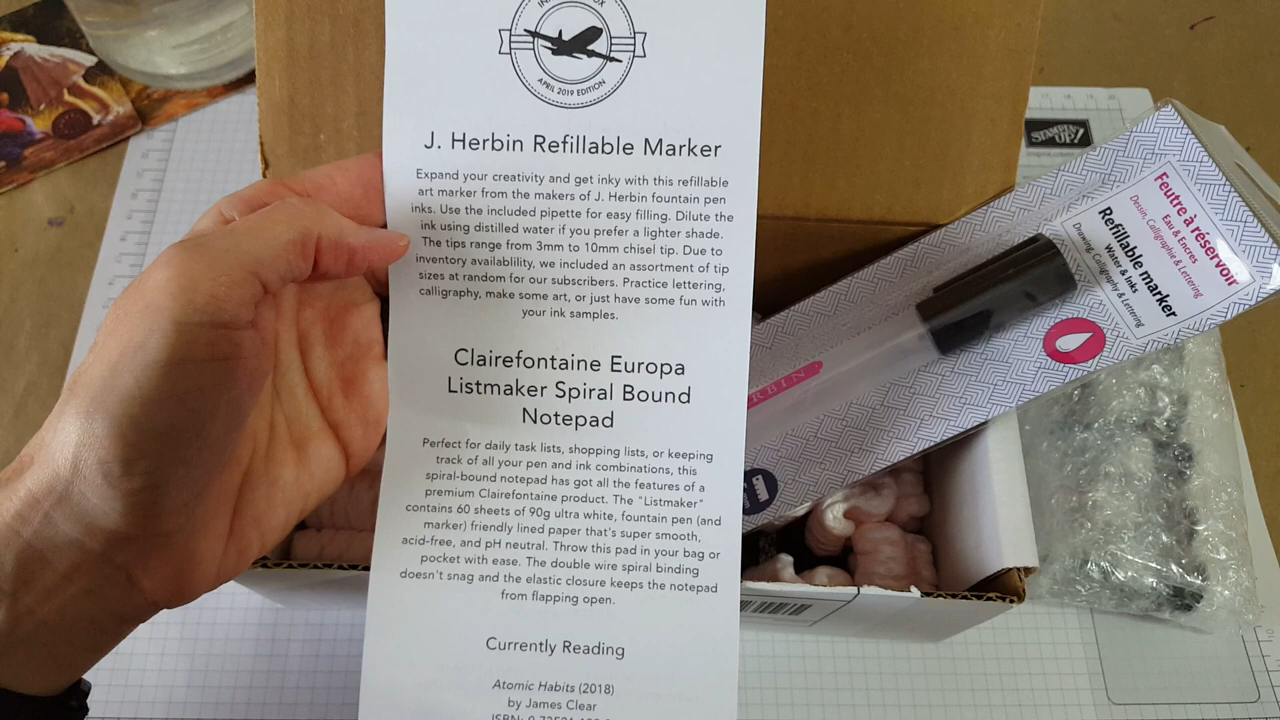 APRIL 2019 EDITION
J. Herbin Refillable Marker
Expand your creativity and get inky with this refillable
art marker from the makers of J. Herbin fountain pen
inks. Use the included pipette for easy filling. Dilute the
ink using distilled water if you prefer a lighter shade.
The tips range from 3mm to 10mm chisel tip. Due to
inventory availablility, we included an assortment of tip
sizes at random for our subscribers. Practice lettering,
calligraphy, make some art, or just have some fun with
your ink samples.
Clairefontaine Europa
Listmaker Spiral Bound
Notepad
Perfect for daily task lists, shopping lists, or keeping
track of all your pen and ink combinations, this
spiral-bound notepad has got all the features of a
premium Clairefontaine product. The "Listmaker"
contains 60 sheets of 90g ultra white, fountain pen (and
marker) friendly lined paper that's super smooth,
acid-free, and pH neutral. Throw this pad in your bag or
pocket with ease. The double wire spiral binding
doesn't snag and the elastic closure keeps the notepad
from flapping open.
Currently Reading
Atomic Habits (2018)
by James Clear
STAMPIN' UP!
Feutre à réservoir
Eau & Encres
Dessin, Calligraphie & Lettering
Refillable marker
Water & Inks
Drawing, Calligraphy & Lettering
RBIN